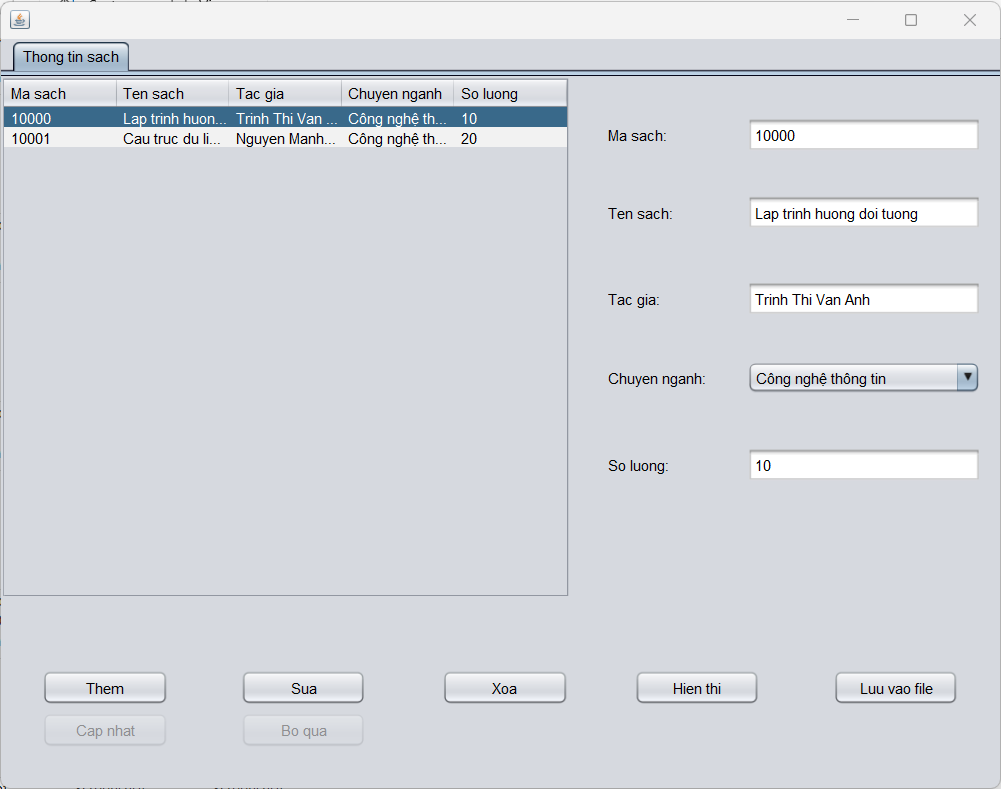 Thong tin sach
Ma sach Ten sach Tac gia Chuyen nganh So luong
10000 Lap trinh huon... Trinh Thi Van ... Công nghệ th... 10
10001 Cau truc du li... Nguyen Manh... Công nghệ th... 20
Ma sach: 10000
Ten sach: Lap trinh huong doi tuong
Tac gia: Trinh Thi Van Anh
Chuyen nganh: Công nghệ thông tin
So luong: 10
Them Sua Xoa Hien thi Luu vao file
Cap nhat Bo qua